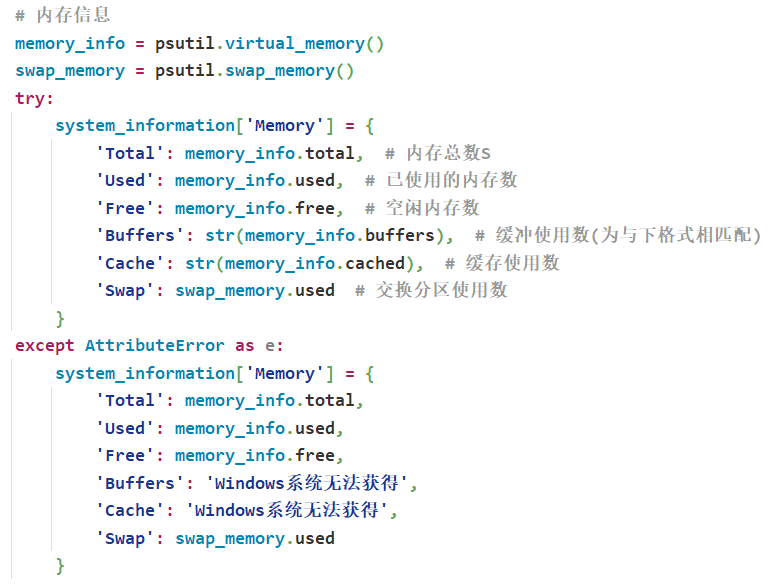 # 内存信息
memory_info = psutil.virtual_memory()
swap_memory = psutil.swap_memory()
try:
    system_information['Memory'] = {
        'Total': memory_info.total,  # 内存总数S
        'Used': memory_info.used,  # 已使用的内存数
        'Free': memory_info.free,  # 空闲内存数
        'Buffers': str(memory_info.buffers),  # 缓冲使用数(为与下格式相匹配)
        'Cache': str(memory_info.cached),  # 缓存使用数
        'Swap': swap_memory.used  # 交换分区使用数
    }
except AttributeError as e:
    system_information['Memory'] = {
        'Total': memory_info.total,
        'Used': memory_info.used,
        'Free': memory_info.free,
        'Buffers': 'Windows系统无法获得',
        'Cache': 'Windows系统无法获得',
        'Swap': swap_memory.used
    }